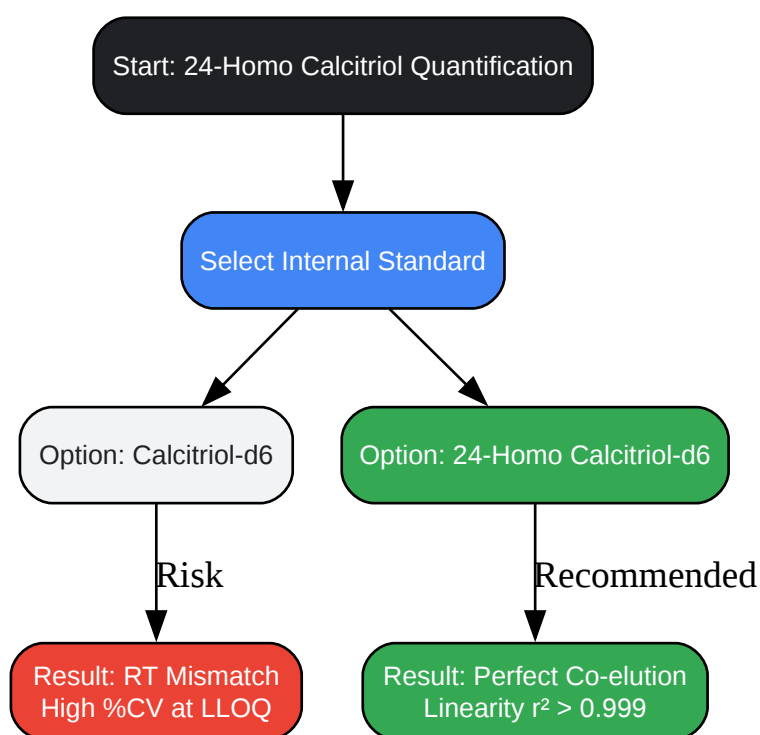 Start: 24-Homo Calcitriol Quantification
Select Internal Standard
Option: Calcitriol-d6
Option: 24-Homo Calcitriol-d6
Risk
Recommended
Result: RT Mismatch
High %CV at LLOQ
Result: Perfect Co-elution
Linearity r² > 0.999